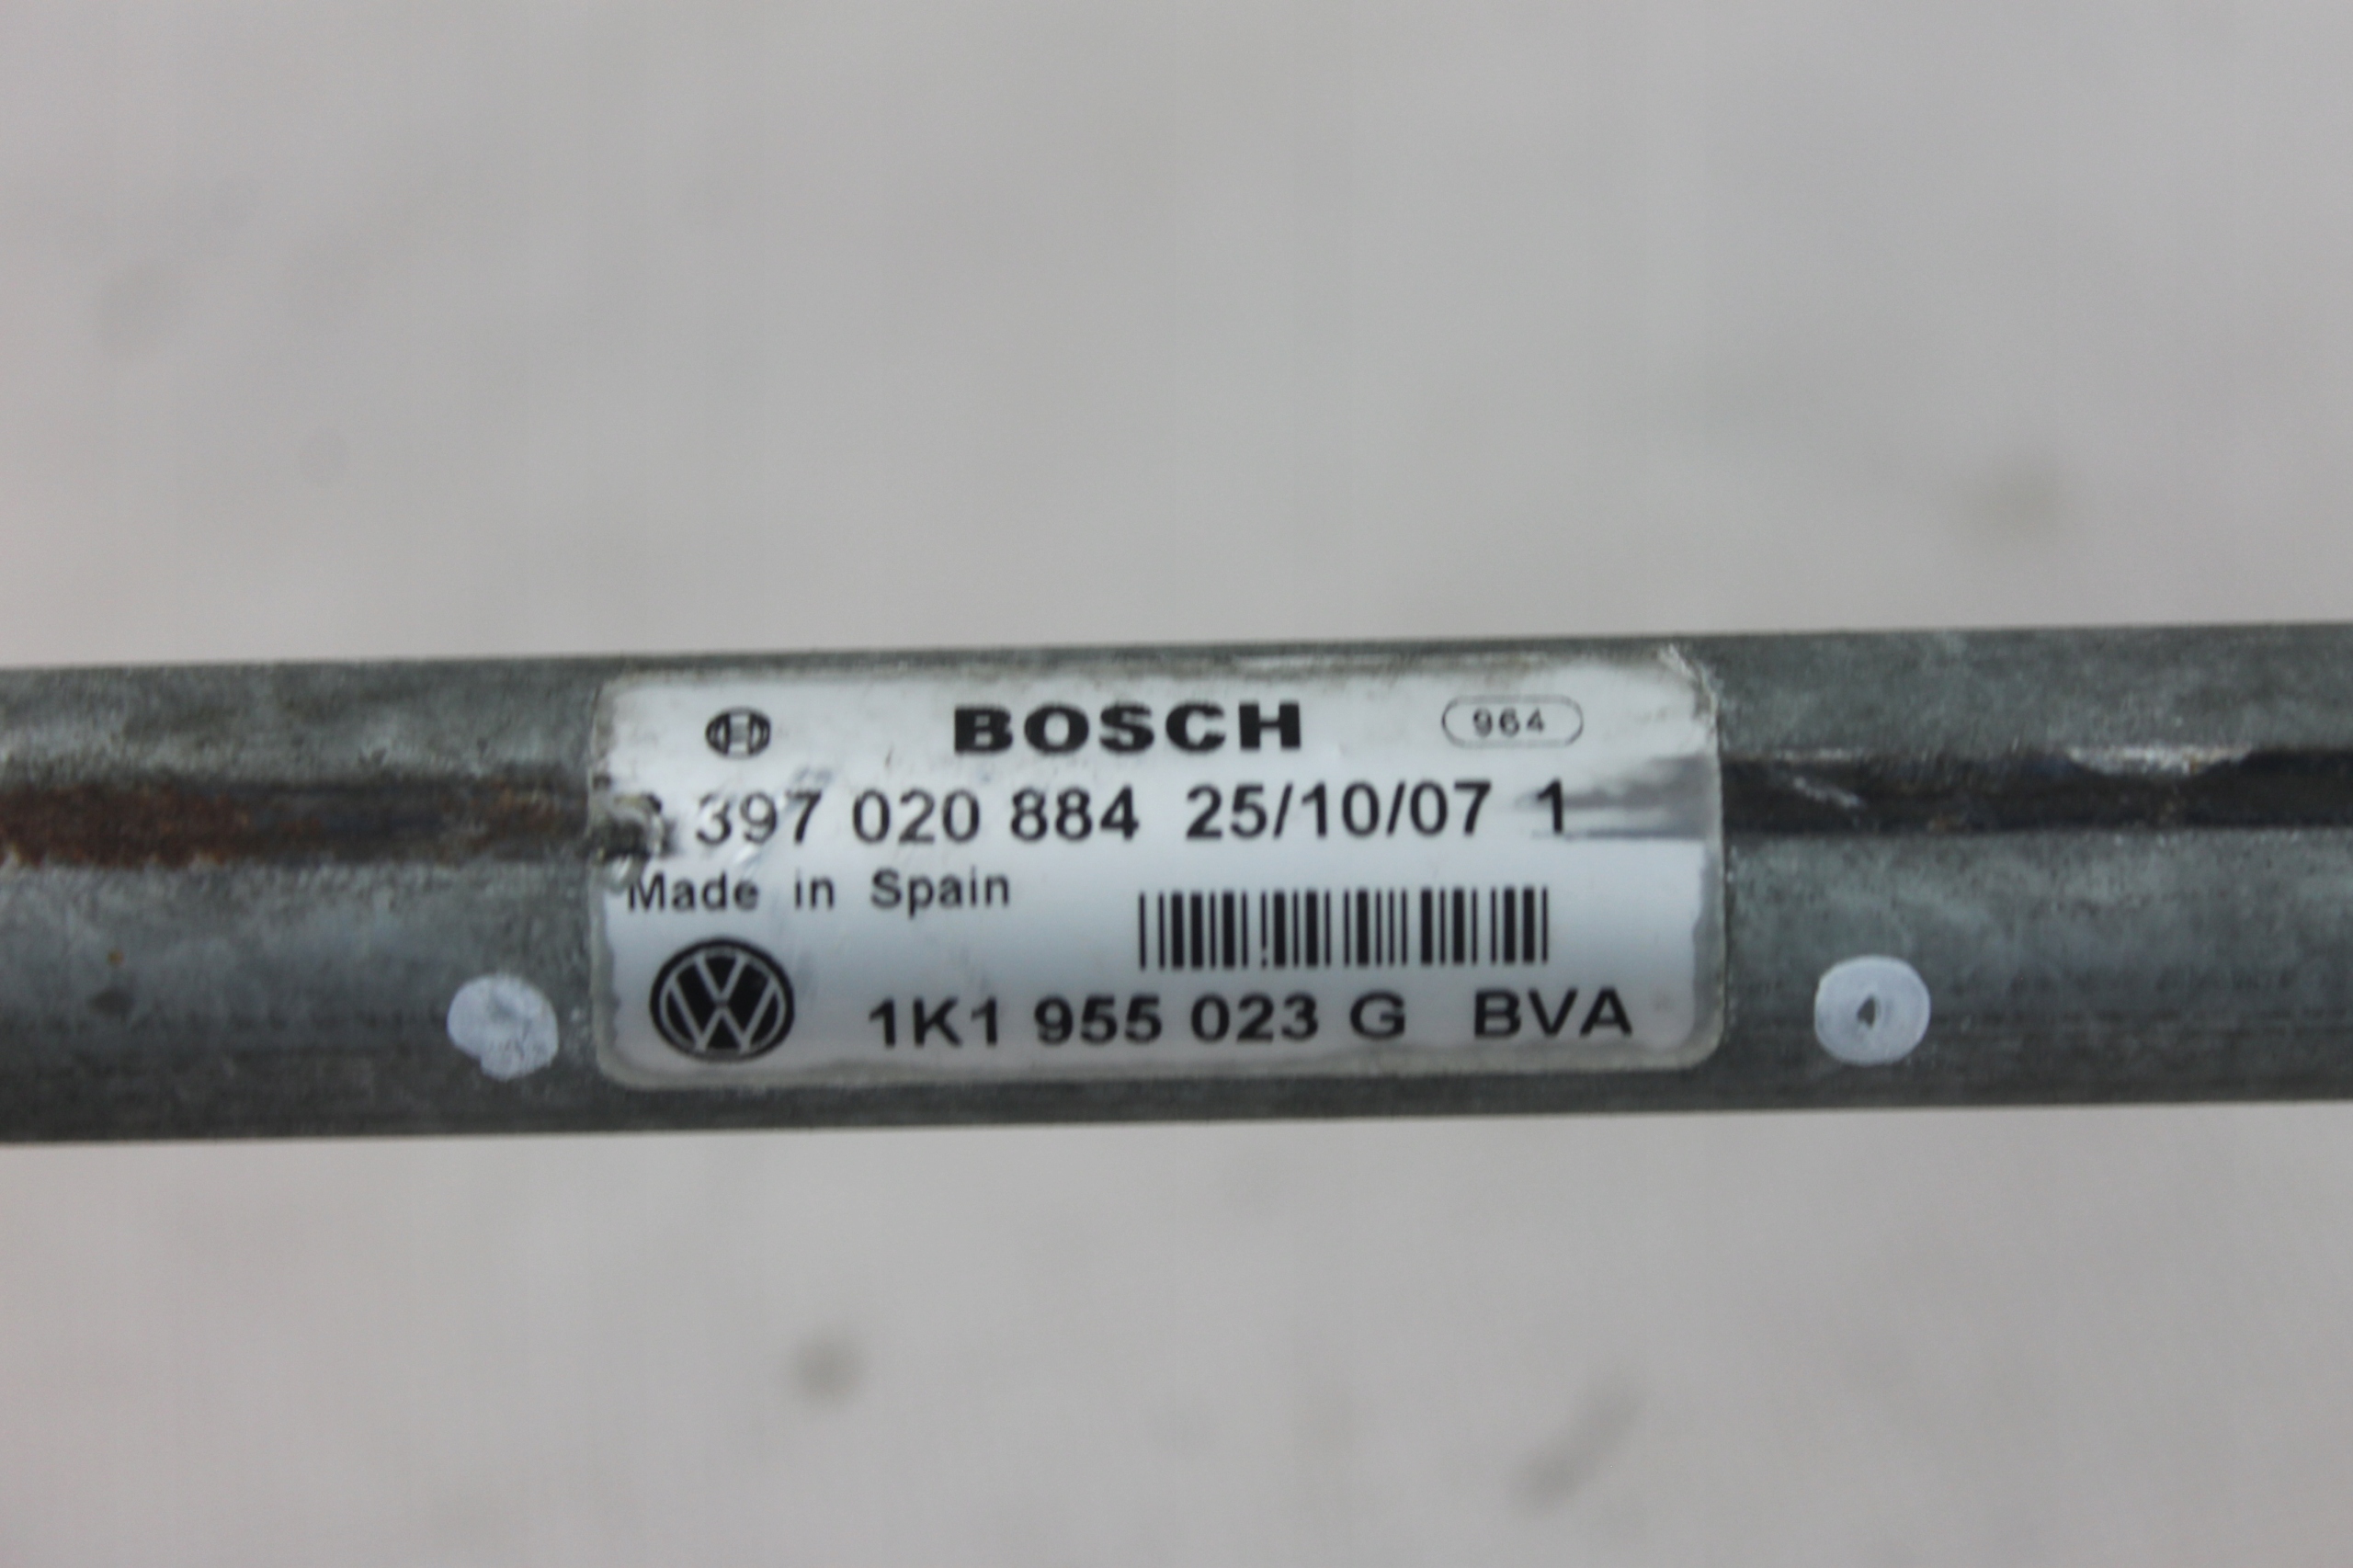 BOSCH 964
397 020 884 25/10/07 1
Made in Spain
1K1 955 023 G BVA